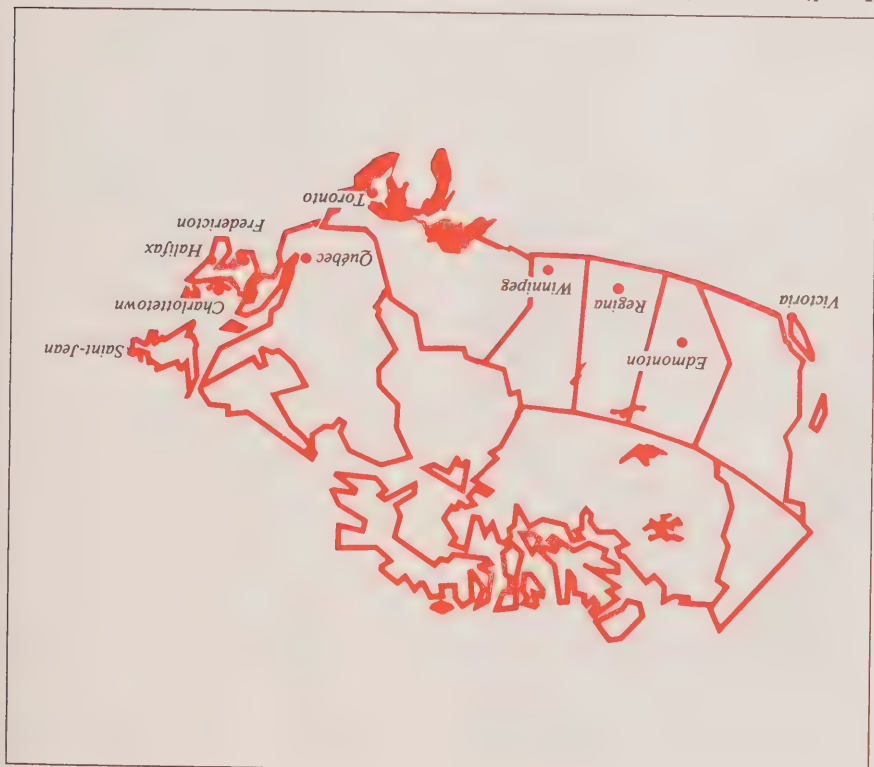 Edmonton
Saint-Jean
Victoria
Regina
Charlottetown
Winnipeg
Québec
Halifax
Fredericton
Toronto